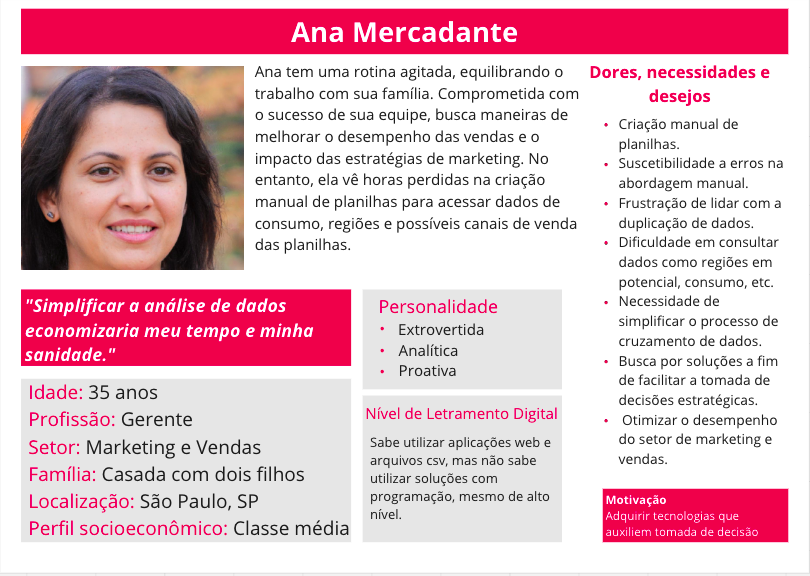 Ana Mercadante
Ana tem uma rotina agitada, equilibrando o
trabalho com sua família. Comprometida com
o sucesso de sua equipe, busca maneiras de
melhorar o desempenho das vendas e o
impacto das estratégias de marketing. No
entanto, ela vê horas perdidas na criação
manual de planilhas para acessar dados de
consumo, regiões e possíveis canais de venda
das planilhas.
"Simplificar a análise de dados
economizaria meu tempo e minha
sanidade."
Idade: 35 anos
Profissão: Gerente
Setor: Marketing e Vendas
Família: Casada com dois filhos
Localização: São Paulo, SP
Perfil socioeconômico: Classe média
Personalidade
• Extrovertida
• Analítica
• Proativa
Nível de Letramento Digital
Sabe utilizar aplicações web e
arquivos csv, mas não sabe
utilizar soluções com
programação, mesmo de alto
nível.
Dores, necessidades e
desejos
• Criação manual de
planilhas.
• Suscetibilidade a erros na
abordagem manual.
• Frustração de lidar com a
duplicação de dados.
• Dificuldade em consultar
dados como regiões em
potencial, consumo, etc.
• Necessidade de
simplificar o processo de
cruzamento de dados.
• Busca por soluções a fim
de facilitar a tomada de
decisões estratégicas.
• Otimizar o desempenho
do setor de marketing e
vendas.
Motivação
Adquirir tecnologias que
auxiliem tomada de decisão